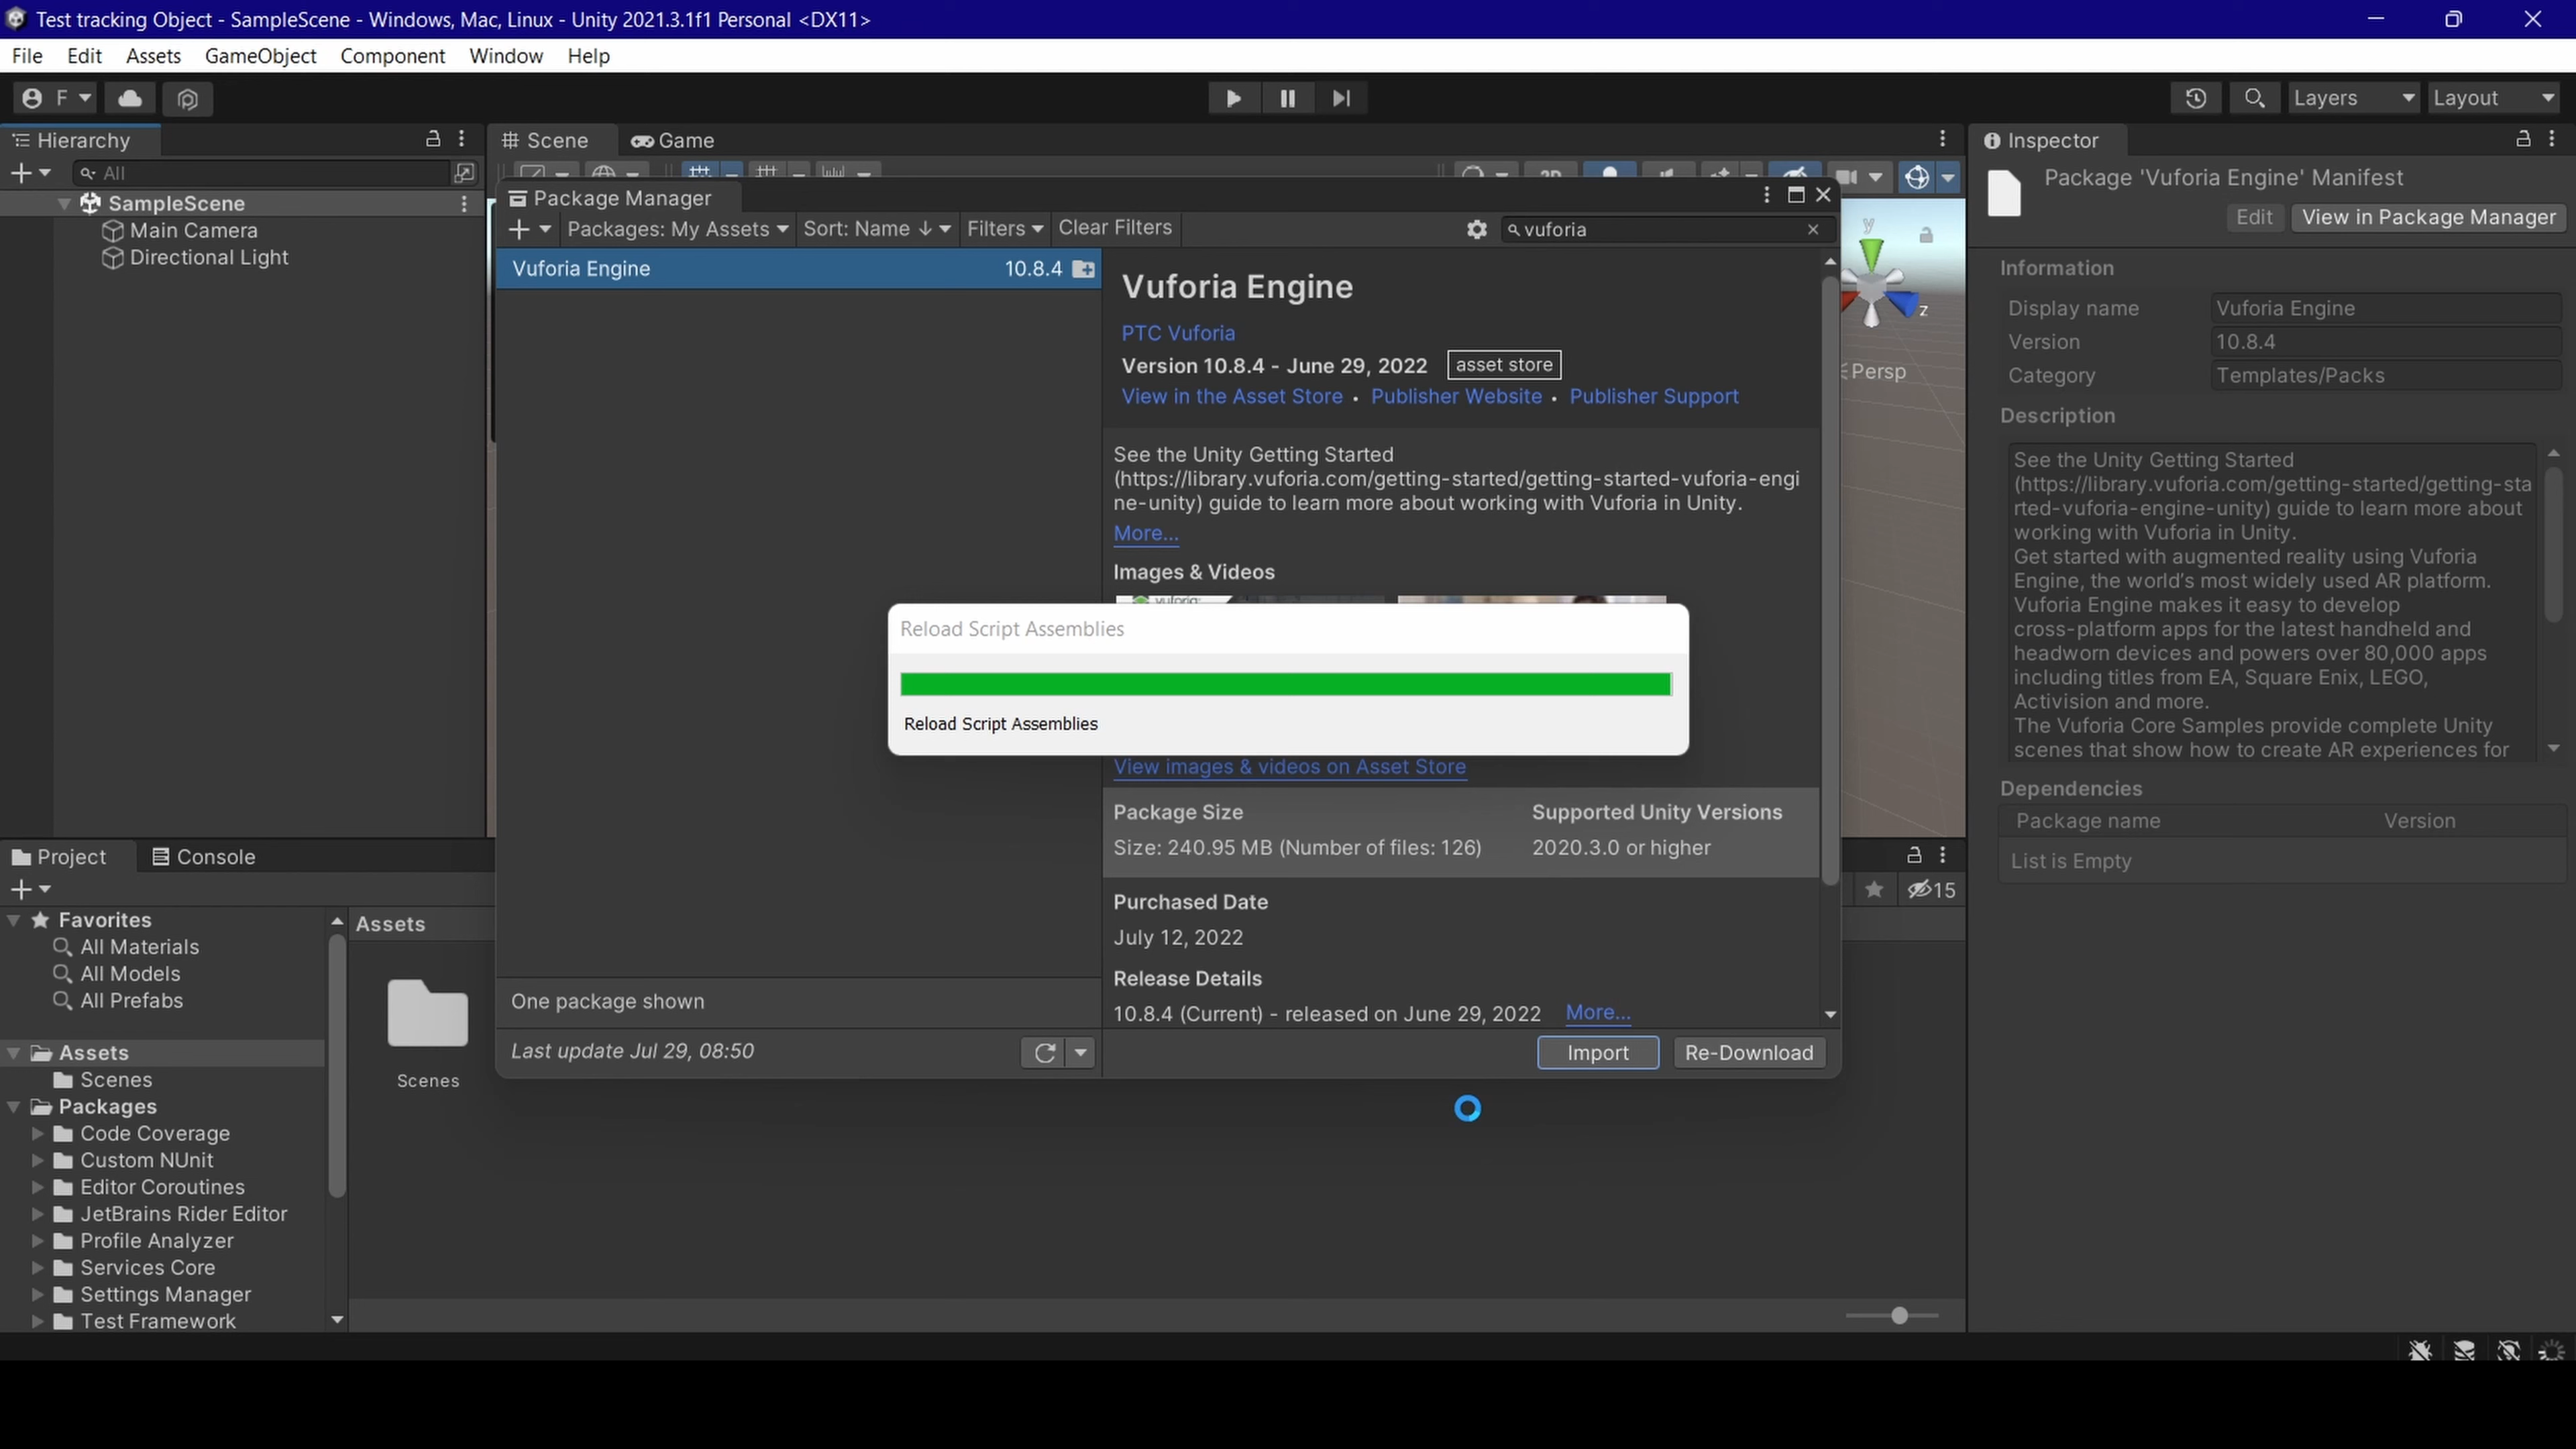 Test tracking Object - SampleScene - Windows, Mac, Linux - Unity 2021.3.1f1 Personal <DX11>
File Edit Assets GameObject Component Window Help
F Layers Layout
Hierarchy
All
SampleScene
Main Camera
Directional Light
Scene Game
Package Manager
Packages: My Assets Sort: Name ↓ Filters Clear Filters vuforia
Vuforia Engine 10.8.4
One package shown
Last update Jul 29, 08:50
Vuforia Engine
PTC Vuforia
Version 10.8.4 - June 29, 2022 asset store
View in the Asset Store • Publisher Website • Publisher Support
See the Unity Getting Started
(https://library.vuforia.com/getting-started/getting-started-vuforia-engi
ne-unity) guide to learn more about working with Vuforia in Unity.
More...
Images & Videos
vuforia
Reload Script Assemblies
Reload Script Assemblies
View images & videos on Asset Store
Package Size Supported Unity Versions
Size: 240.95 MB (Number of files: 126) 2020.3.0 or higher
Purchased Date
July 12, 2022
Release Details
10.8.4 (Current) - released on June 29, 2022 More...
Import Re-Download
y
z
Persp
Inspector
Package 'Vuforia Engine' Manifest
Edit View in Package Manager
Information
Display name Vuforia Engine
Version 10.8.4
Category Templates/Packs
Description
See the Unity Getting Started
(https://library.vuforia.com/getting-started/getting-sta
rted-vuforia-engine-unity) guide to learn more about
working with Vuforia in Unity.
Get started with augmented reality using Vuforia
Engine, the world's most widely used AR platform.
Vuforia Engine makes it easy to develop
cross-platform apps for the latest handheld and
headworn devices and powers over 80,000 apps
including titles from EA, Square Enix, LEGO,
Activision and more.
The Vuforia Core Samples provide complete Unity
scenes that show how to create AR experiences for
Dependencies
Package name Version
List is Empty
Project Console
15
Favorites
All Materials
All Models
All Prefabs
Assets
Scenes
Packages
Code Coverage
Custom NUnit
Editor Coroutines
JetBrains Rider Editor
Profile Analyzer
Services Core
Settings Manager
Test Framework
Assets
Scenes